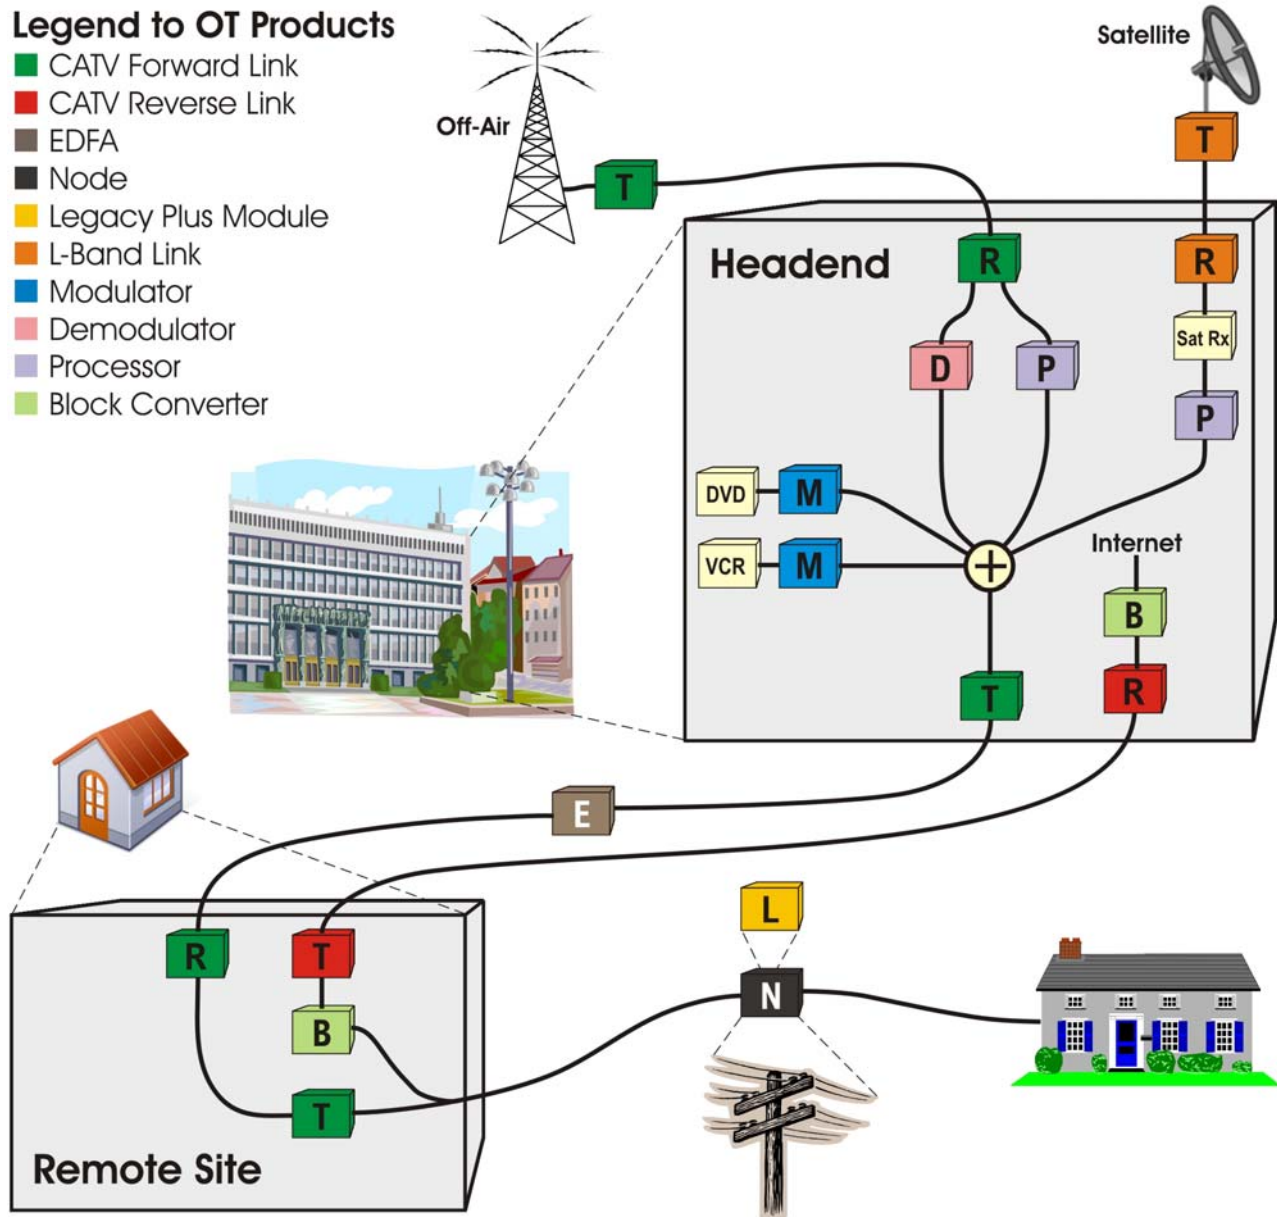 Legend to OT Products
CATV Forward Link
CATV Reverse Link
EDFA
Node
Legacy Plus Module
L-Band Link
Modulator
Demodulator
Processor
Block Converter
Off-Air
Satellite
T
T
Headend
R
R
Sat Rx
D
P
P
DVD
M
VCR
M
+
Internet
B
T
R
E
R
T
B
T
Remote Site
L
N